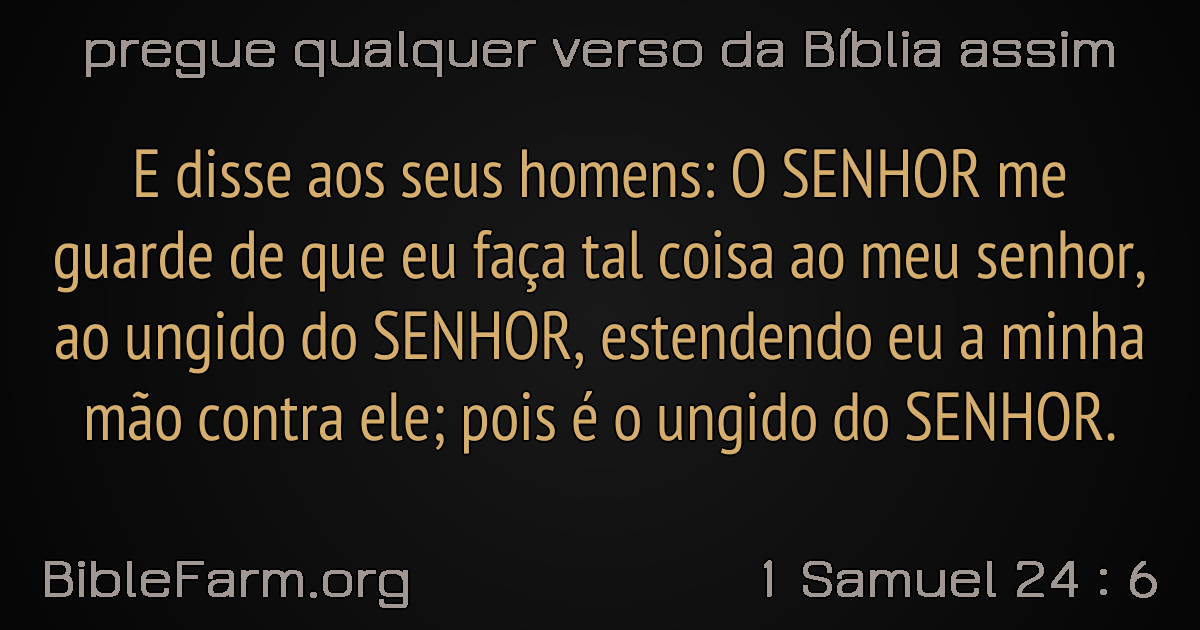 pregue qualquer verso da Bíblia assim
E disse aos seus homens: O SENHOR me
guarde de que eu faça tal coisa ao meu senhor,
ao ungido do SENHOR, estendendo eu a minha
mão contra ele; pois é o ungido do SENHOR.
BibleFarm.org
1 Samuel 24 : 6